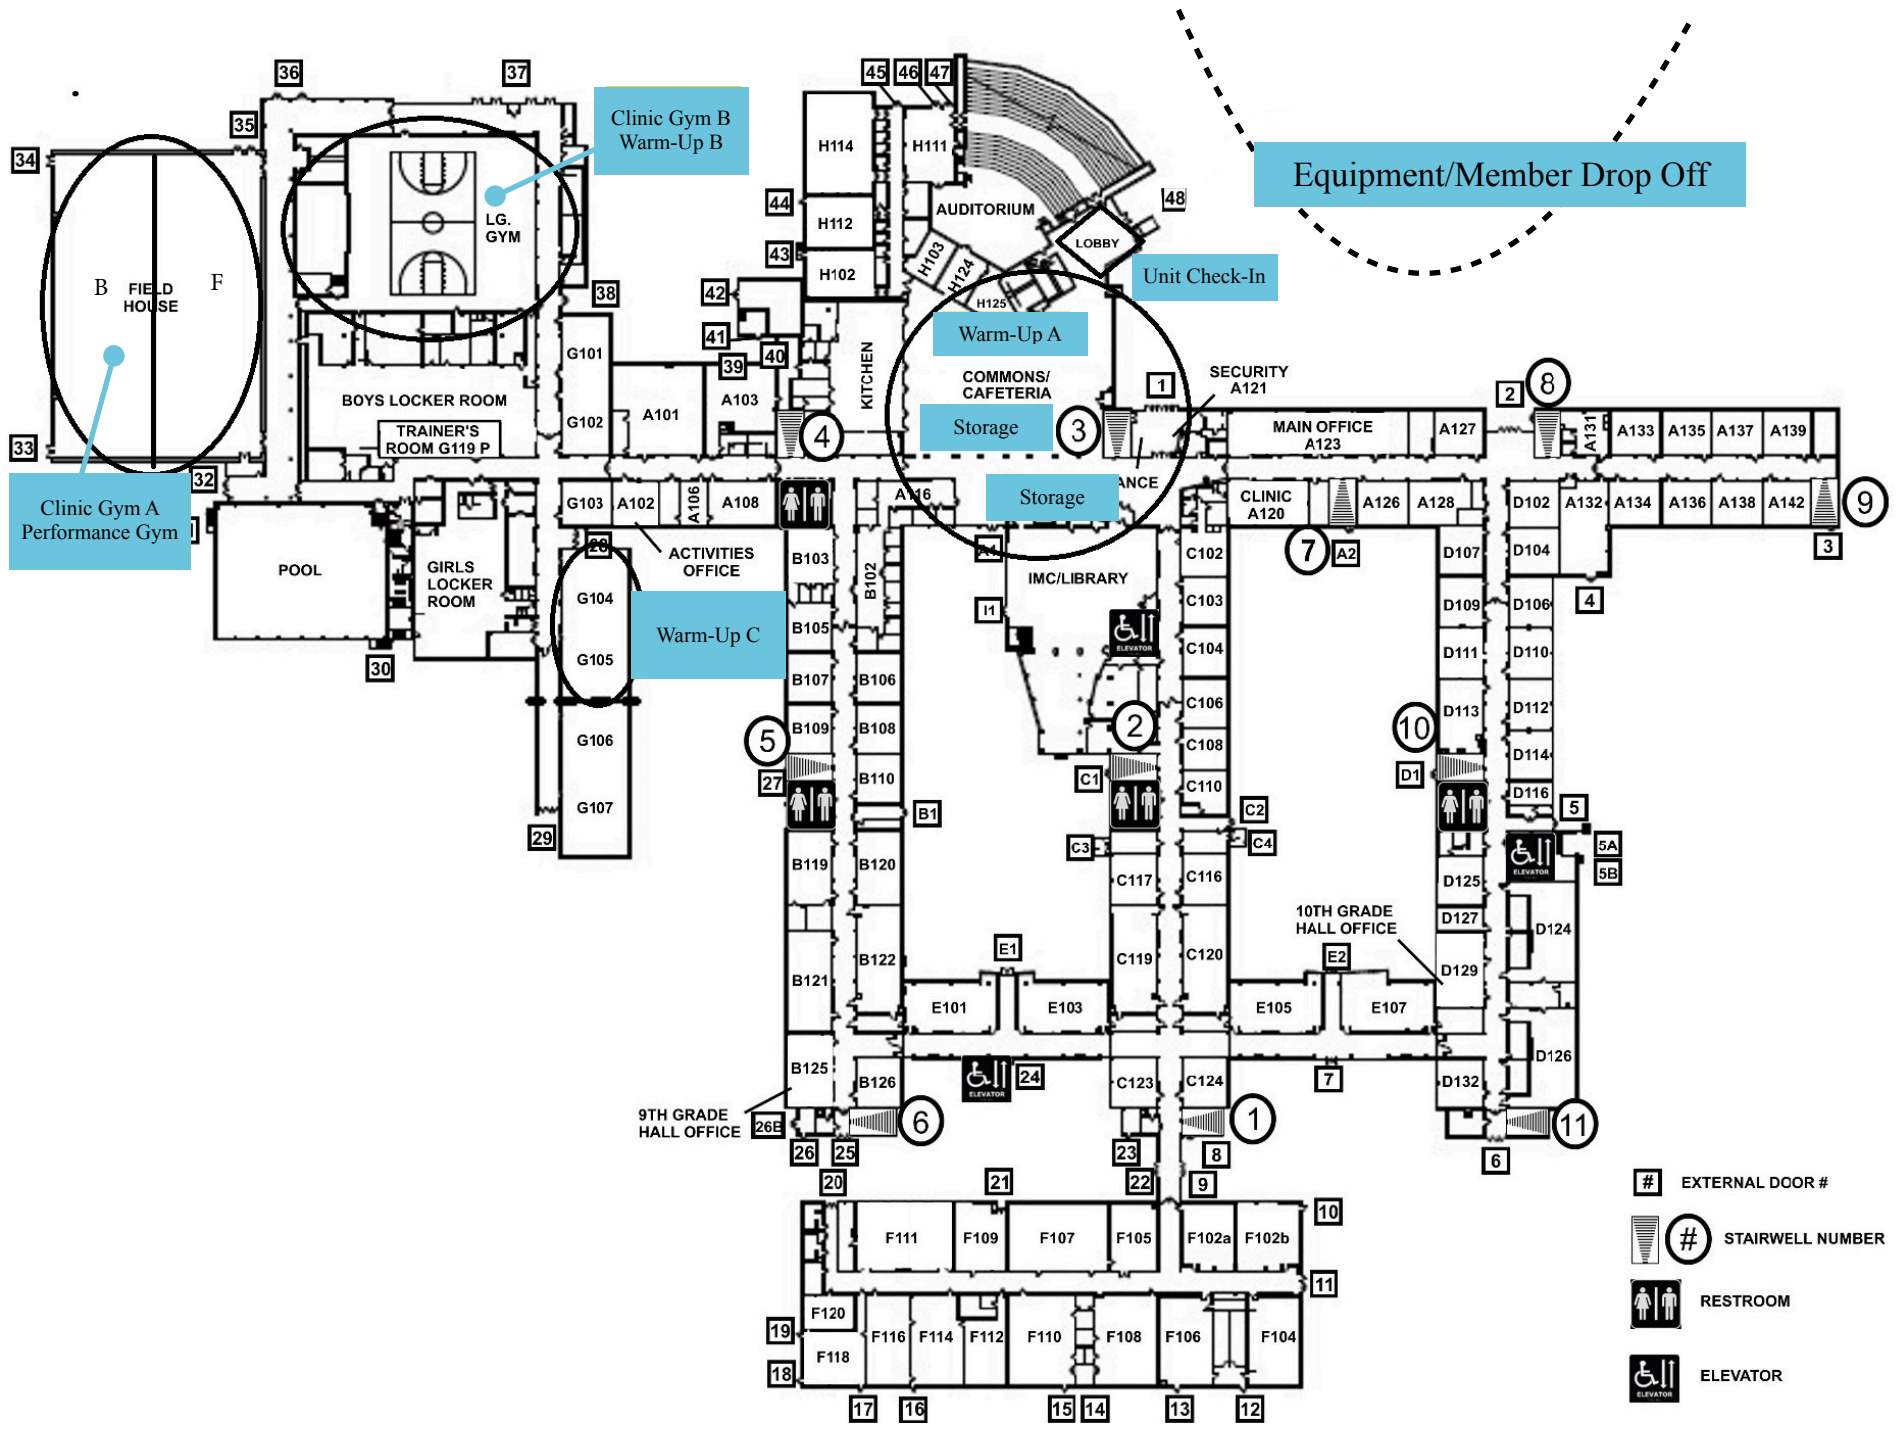 36
37
45
46
47
35
34
Clinic Gym B
Warm-Up B
H114
H111
Equipment/Member Drop Off
LG.
GYM
44
H112
AUDITORIUM
48
LOBBY
43
H102
H103
H124
H125
Unit Check-In
B
FIELD
HOUSE
F
38
42
41
40
39
Warm-Up A
G101
KITCHEN
COMMONS/
CAFETERIA
SECURITY
A121
1
2
8
BOYS LOCKER ROOM
TRAINER'S
ROOM G119 P
G102
A101
A103
4
Storage
3
MAIN OFFICE
A123
A127
A131
A133
A135
A137
A139
33
32
Clinic Gym A
Performance Gym
G103
A102
A106
A108
A116
Storage
ANCE
CLINIC
A120
A126
A128
D102
A132
A134
A136
A138
A142
9
28
ACTIVITIES
OFFICE
POOL
GIRLS
LOCKER
ROOM
B103
B102
A1
IMC/LIBRARY
C102
7
A2
D107
D104
3
G104
Warm-Up C
B105
I1
ELEVATOR
C103
D109
D106
4
G105
30
B107
B106
C104
D111
D110
G106
5
B109
B108
2
C106
C108
10
D113
D112
D114
27
B110
C1
C110
D1
D116
G107
29
B1
C2
5
B119
B120
C3
C4
C117
C116
ELEVATOR
5A
5B
D125
10TH GRADE
HALL OFFICE
D127
D124
B121
B122
E1
C119
C120
E2
D129
E101
E103
E105
E107
B125
B126
ELEVATOR
24
C123
C124
7
D132
D126
9TH GRADE
HALL OFFICE
26B
6
1
11
26
25
23
8
6
20
21
22
9
#
EXTERNAL DOOR #
F111
F109
F107
F105
F102a
F102b
10
#
STAIRWELL NUMBER
11
RESTROOM
F120
19
F118
F116
F114
F112
F110
F108
F106
F104
18
ELEVATOR
ELEVATOR
17
16
15
14
13
12